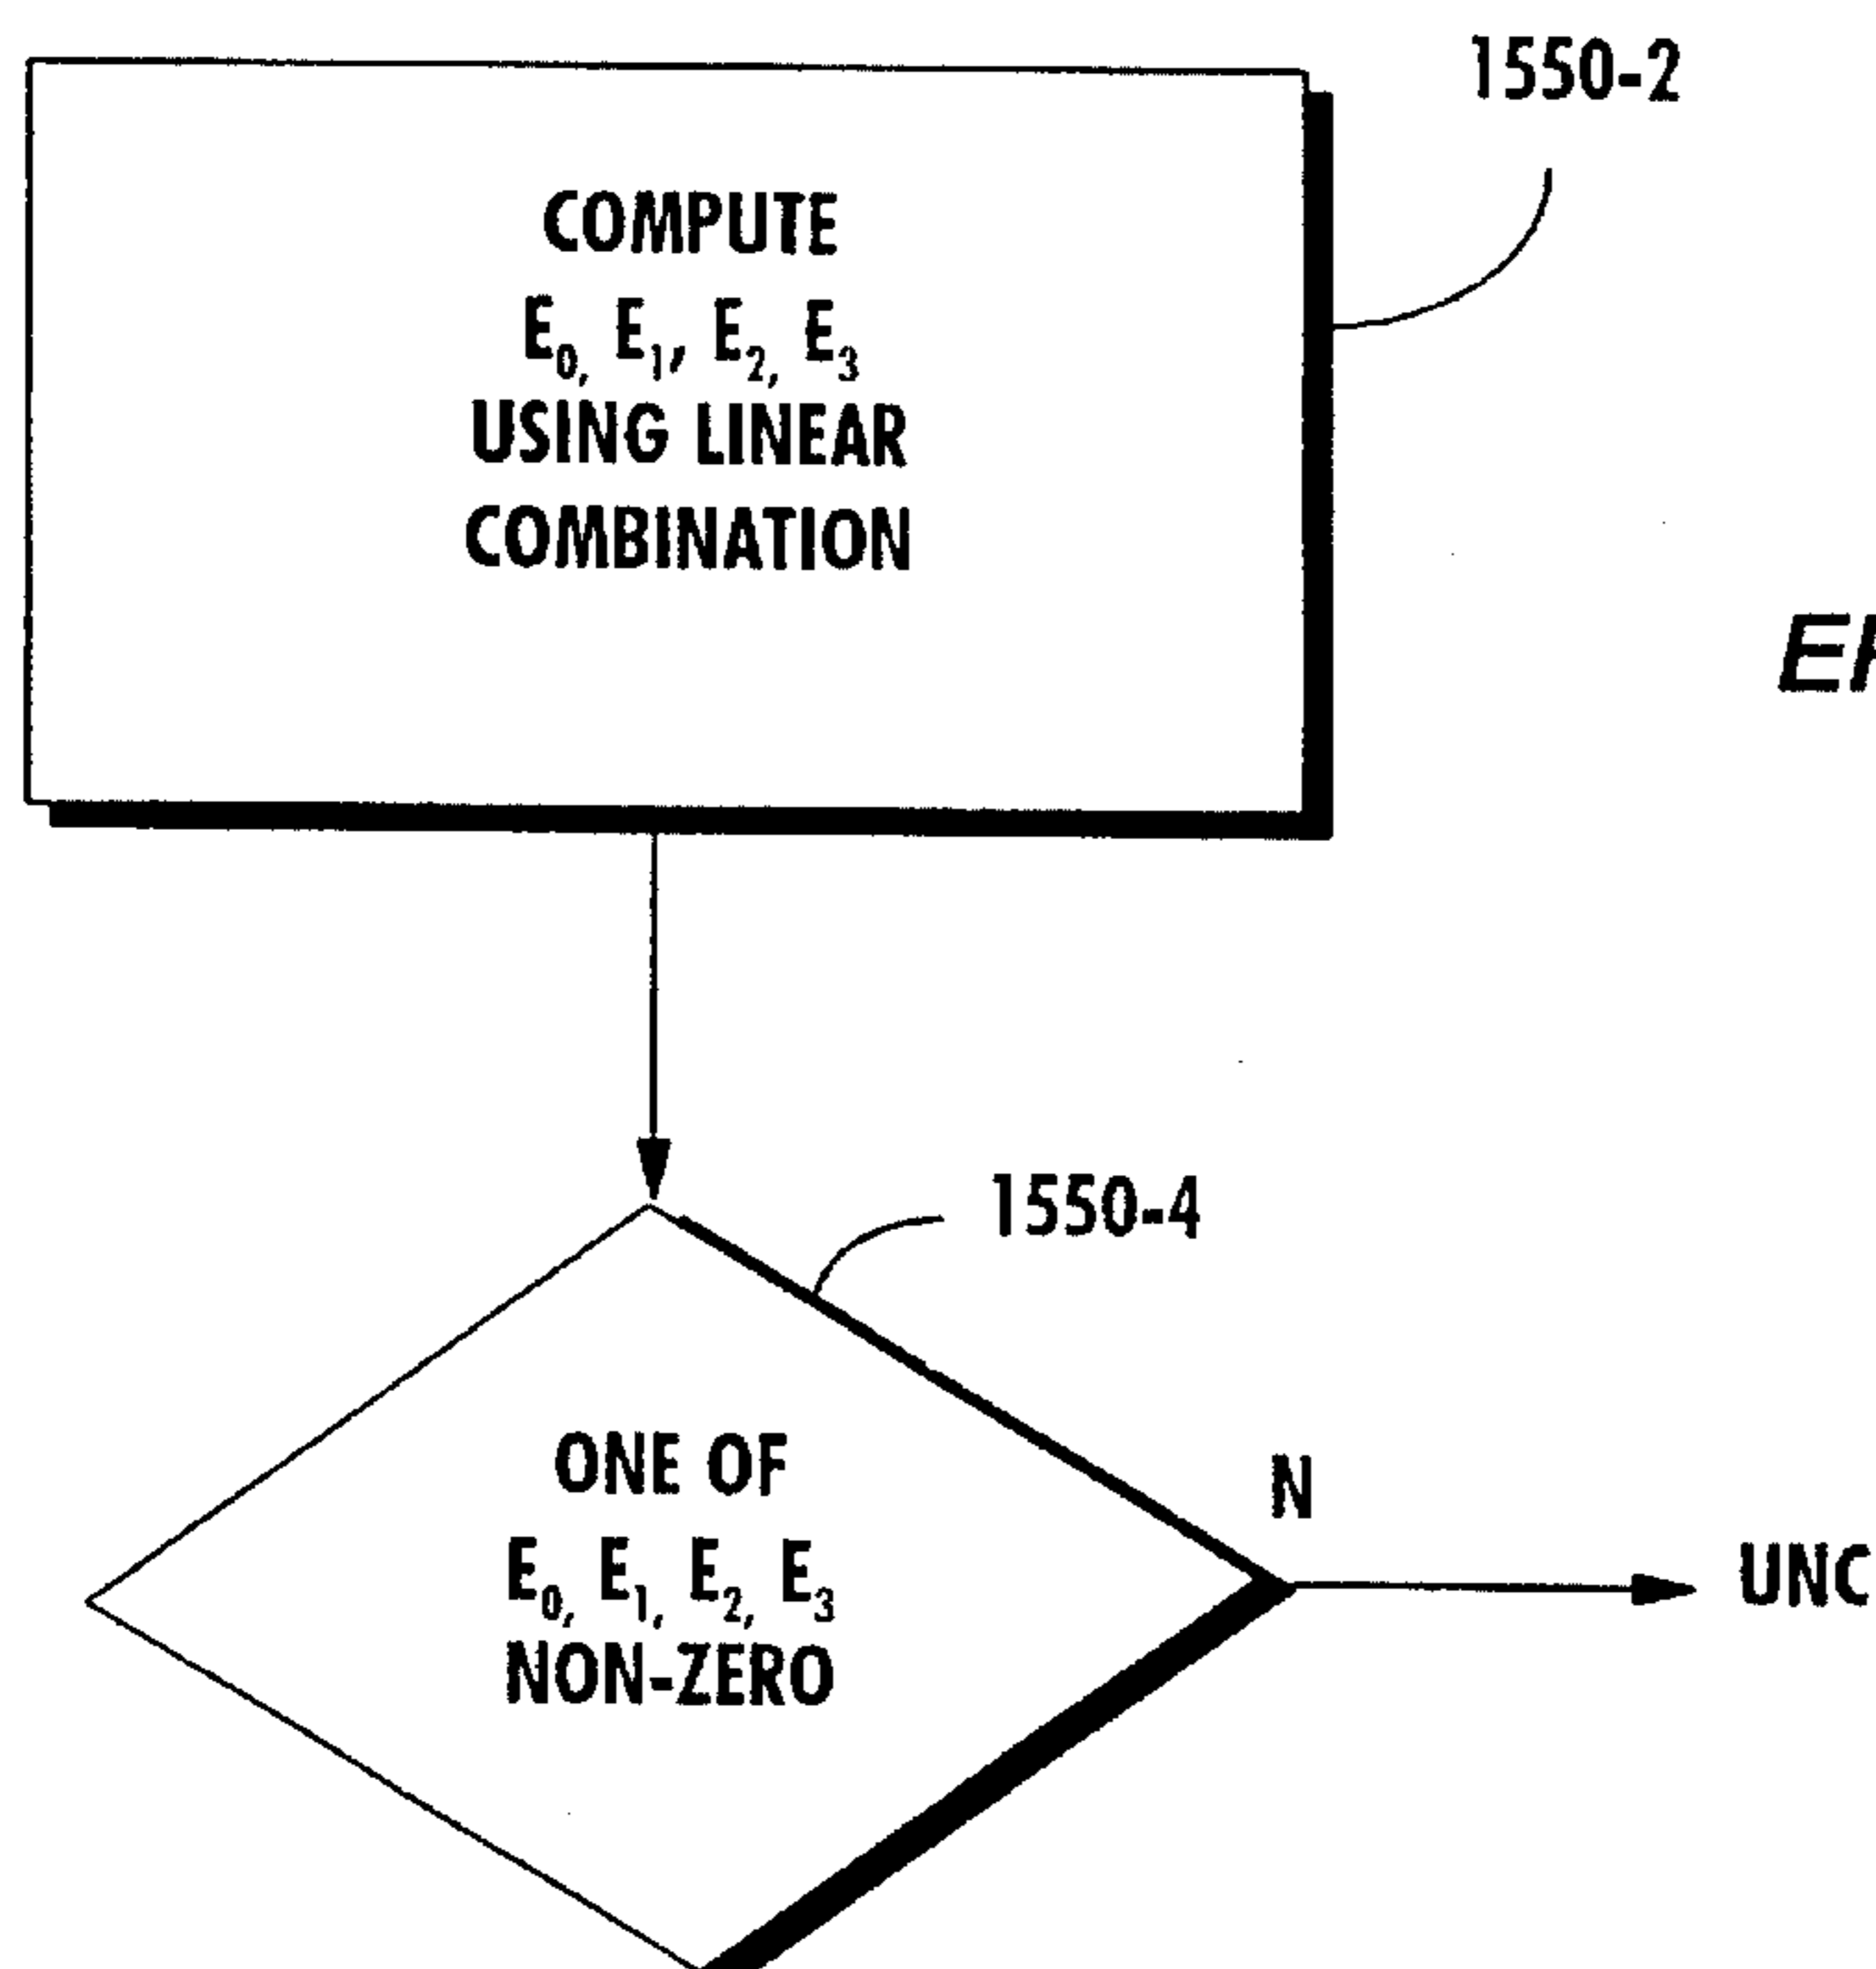 1550-2
COMPUTE
E₀, E₁, E₂, E₃
USING LINEAR
COMBINATION
1550-4
ONE OF
E₀, E₁, E₂, E₃
NON-ZERO
N
UNC